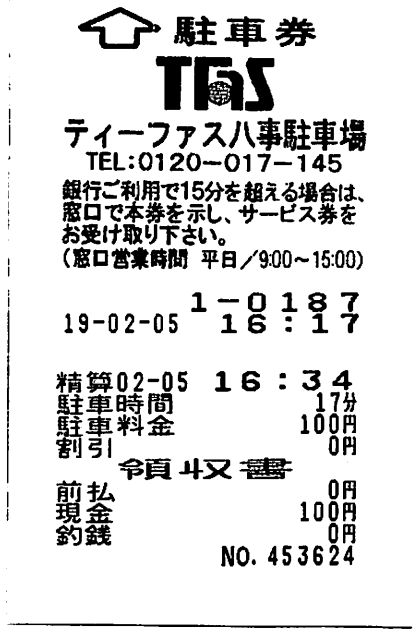 駐車券
TFAS
ティーファス八事駐車場
TEL:0120-017-145
銀行ご利用で15分を超える場合は、
窓口で本券を示し、サービス券を
お受け取り下さい。
(窓口営業時間 平日/9:00~15:00)
1-0187
19-02-05 16:17
精算02-05 16:34
駐車時間 17分
駐車料金 100円
割引 0円
領収書
前払 0円
現金 100円
釣銭 0円
NO. 453624